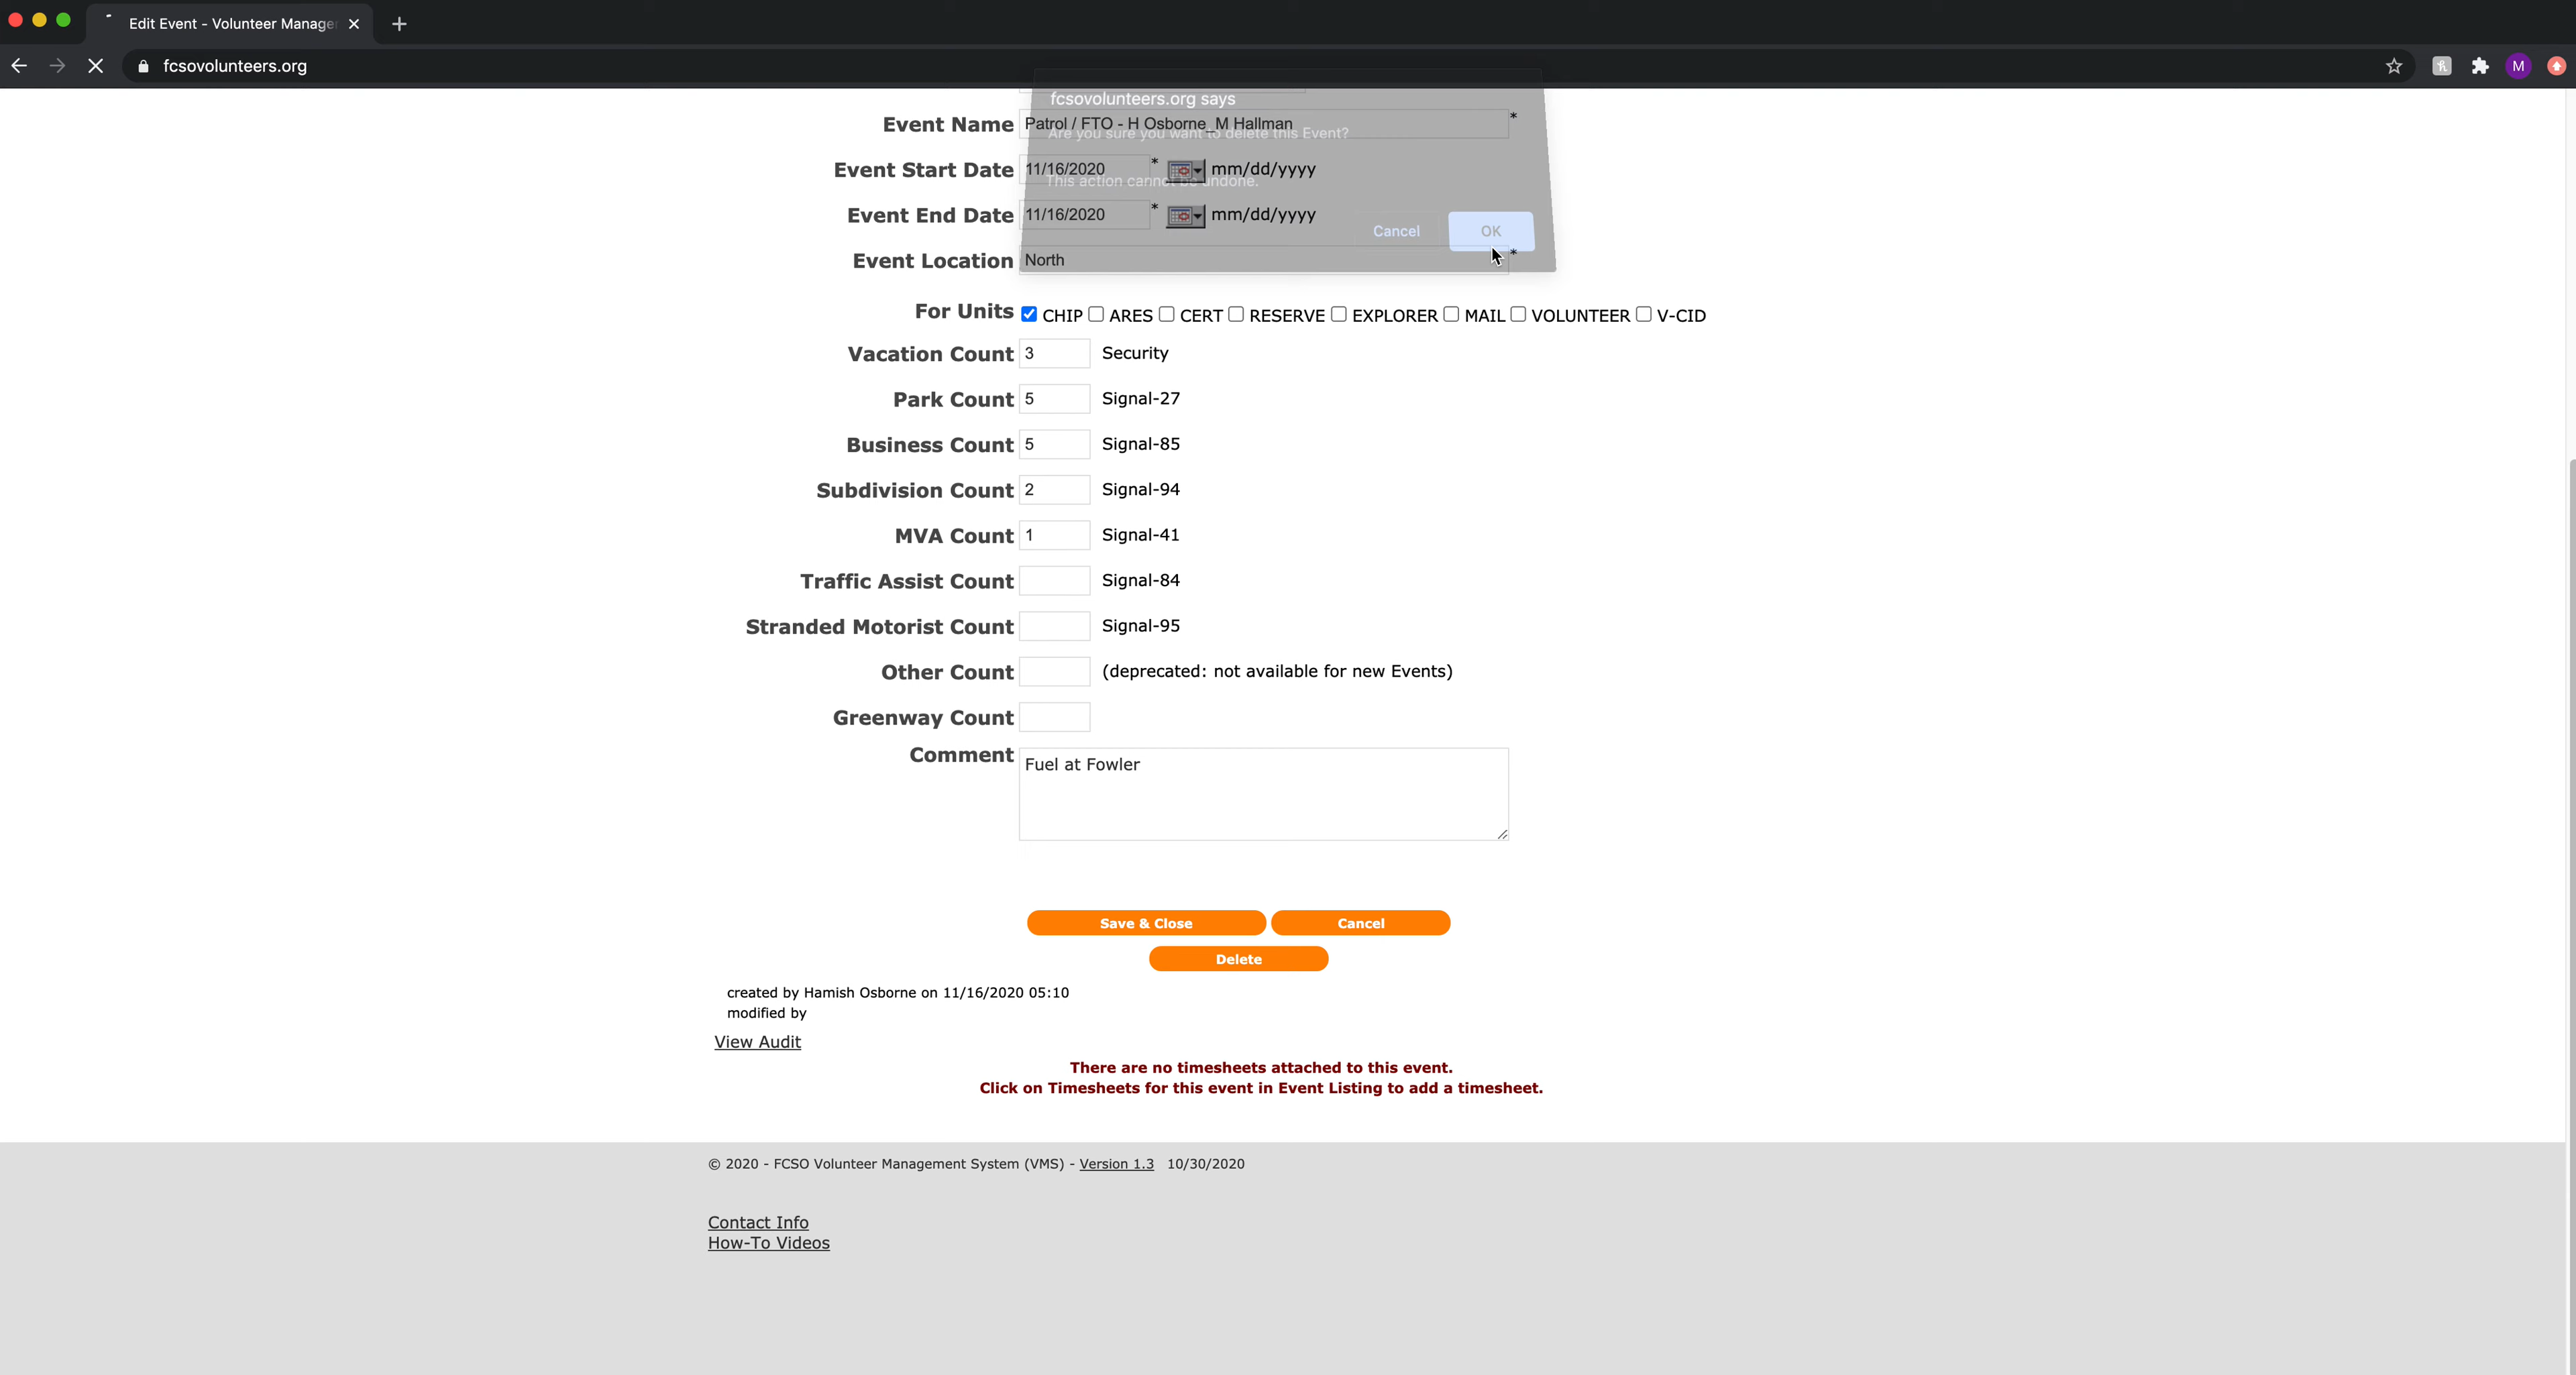 Edit Event - Volunteer Manage
fcsovolunteers.org
M
fcsovolunteers.org says
Are you sure you want to delete this Event?
This action cannot be undone.
Cancel OK
Event Name Patrol / FTO - H Osborne_M Hallman *
Event Start Date 11/16/2020 * mm/dd/yyyy
Event End Date 11/16/2020 * mm/dd/yyyy
Event Location North *
For Units CHIP ARES CERT RESERVE EXPLORER MAIL VOLUNTEER V-CID
Vacation Count 3 Security
Park Count 5 Signal-27
Business Count 5 Signal-85
Subdivision Count 2 Signal-94
MVA Count 1 Signal-41
Traffic Assist Count Signal-84
Stranded Motorist Count Signal-95
Other Count (deprecated: not available for new Events)
Greenway Count
Comment Fuel at Fowler
Save & Close Cancel
Delete
created by Hamish Osborne on 11/16/2020 05:10
modified by
View Audit
There are no timesheets attached to this event.
Click on Timesheets for this event in Event Listing to add a timesheet.
© 2020 - FCSO Volunteer Management System (VMS) - Version 1.3 10/30/2020
Contact Info
How-To Videos